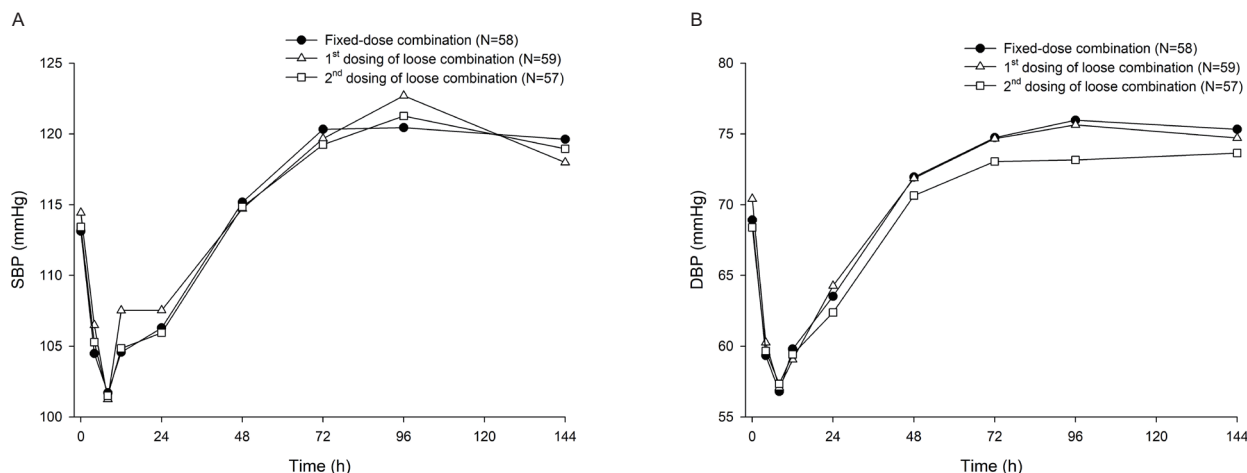 A
Fixed-dose combination (N=58)
1st dosing of loose combination (N=59)
2nd dosing of loose combination (N=57)
125
120
115
110
105
100
SBP (mmHg)
0 24 48 72 96 120 144
Time (h)
B
Fixed-dose combination (N=58)
1st dosing of loose combination (N=59)
2nd dosing of loose combination (N=57)
80
75
70
65
60
55
DBP (mmHg)
0 24 48 72 96 120 144
Time (h)